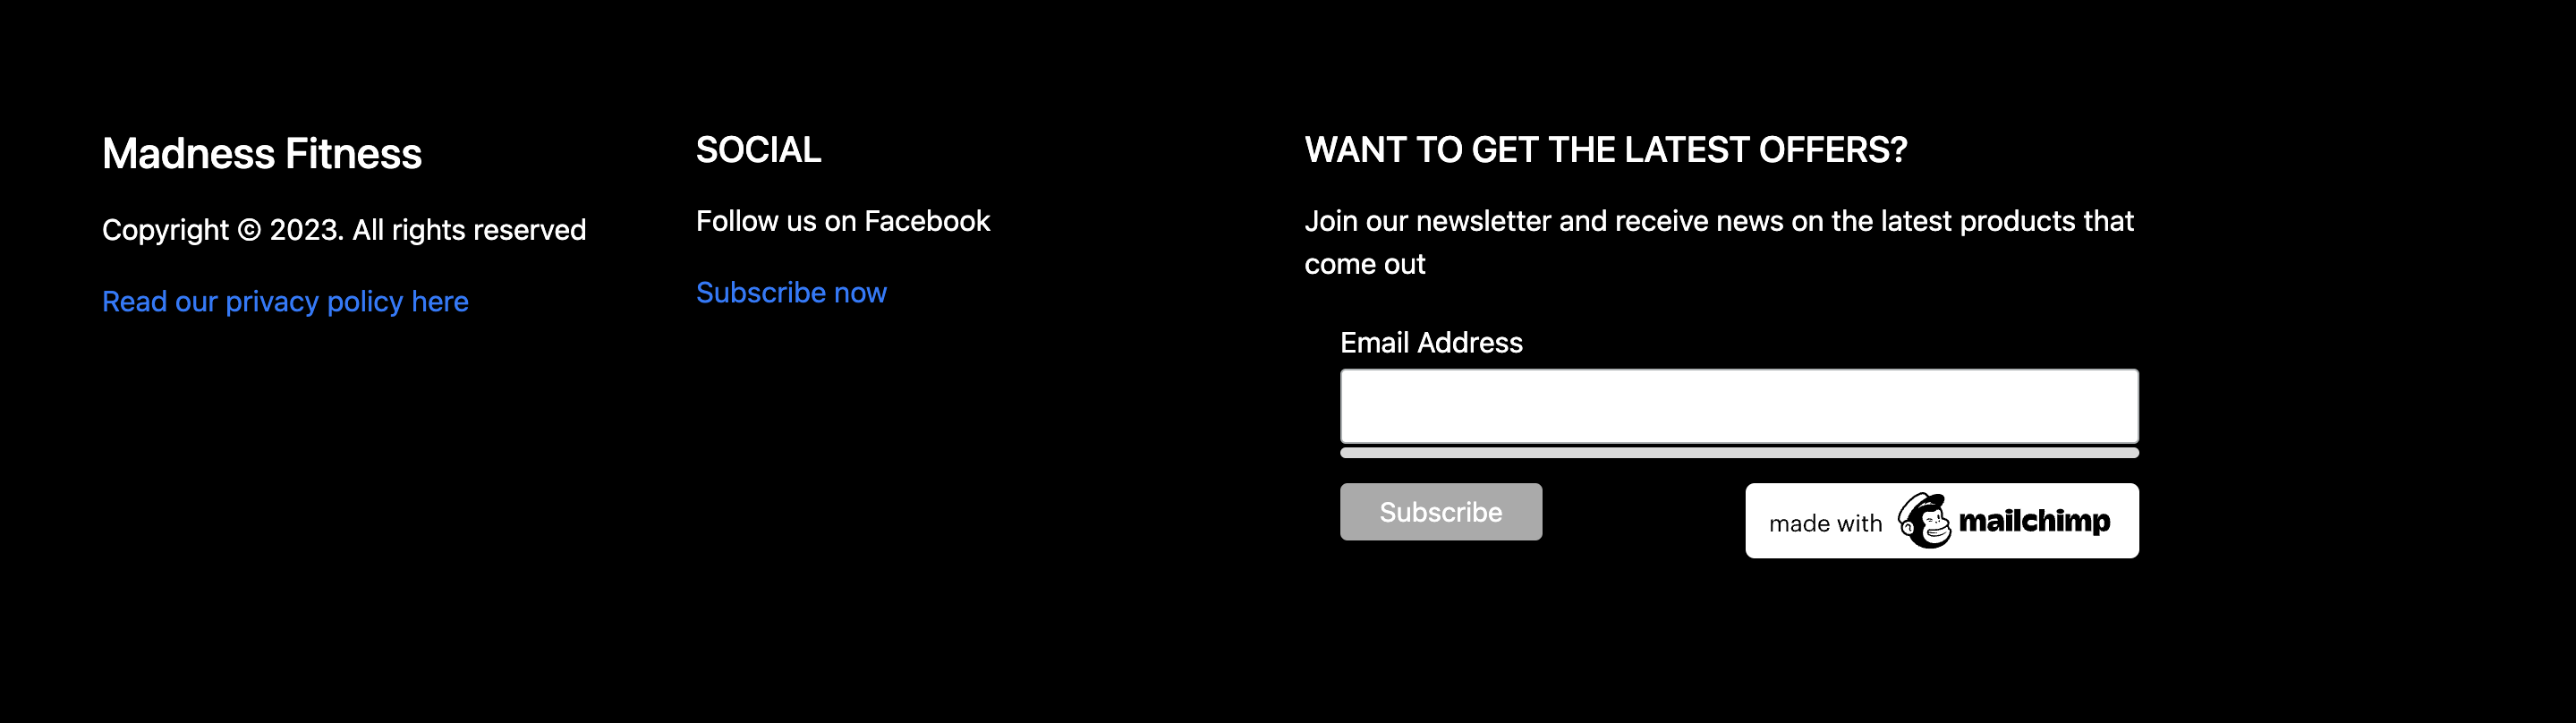 Madness Fitness
Copyright © 2023. All rights reserved
Read our privacy policy here
SOCIAL
Follow us on Facebook
Subscribe now
WANT TO GET THE LATEST OFFERS?
Join our newsletter and receive news on the latest products that
come out
Email Address
Subscribe
made with mailchimp